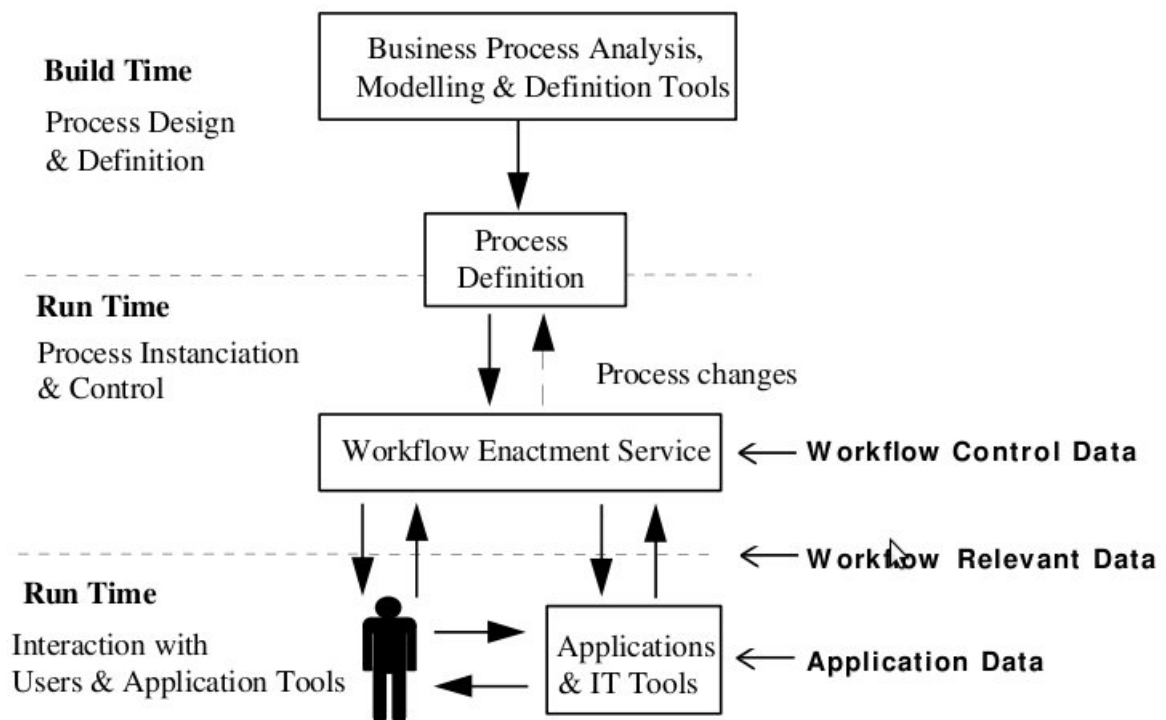 Business Process Analysis,
Modelling & Definition Tools
Build Time
Process Design
& Definition
Process
Definition
Run Time
Process Instanciation
& Control
Process changes
Workflow Enactment Service
Workflow Control Data
Workflow Relevant Data
Run Time
Interaction with
Users & Application Tools
Applications
& IT Tools
Application Data